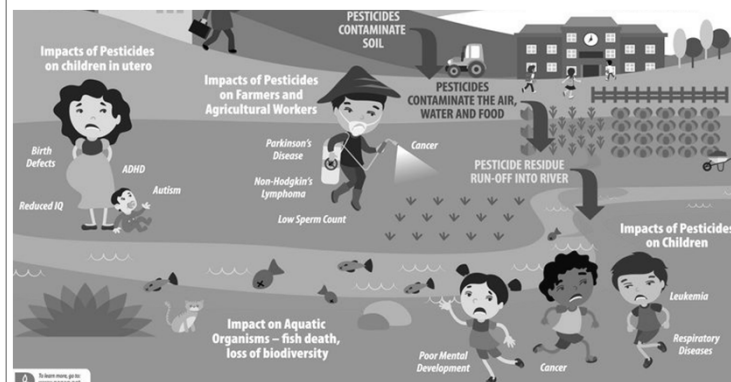 PESTICIDES
CONTAMINATE
SOIL
Impacts of Pesticides
on children in utero
Impacts of Pesticides
on Farmers and
Agricultural Workers
PESTICIDES
CONTAMINATE THE AIR,
WATER AND FOOD
Birth
Defects
ADHD
Autism
Reduced IQ
Parkinson's
Disease
Cancer
Non-Hodgkin's
Lymphoma
Low Sperm Count
PESTICIDE RESIDUE
RUN-OFF INTO RIVER
Impacts of Pesticides
on Children
Leukemia
Respiratory
Diseases
Impact on Aquatic
Organisms – fish death,
loss of biodiversity
Poor Mental
Development
Cancer
To learn more, go to: